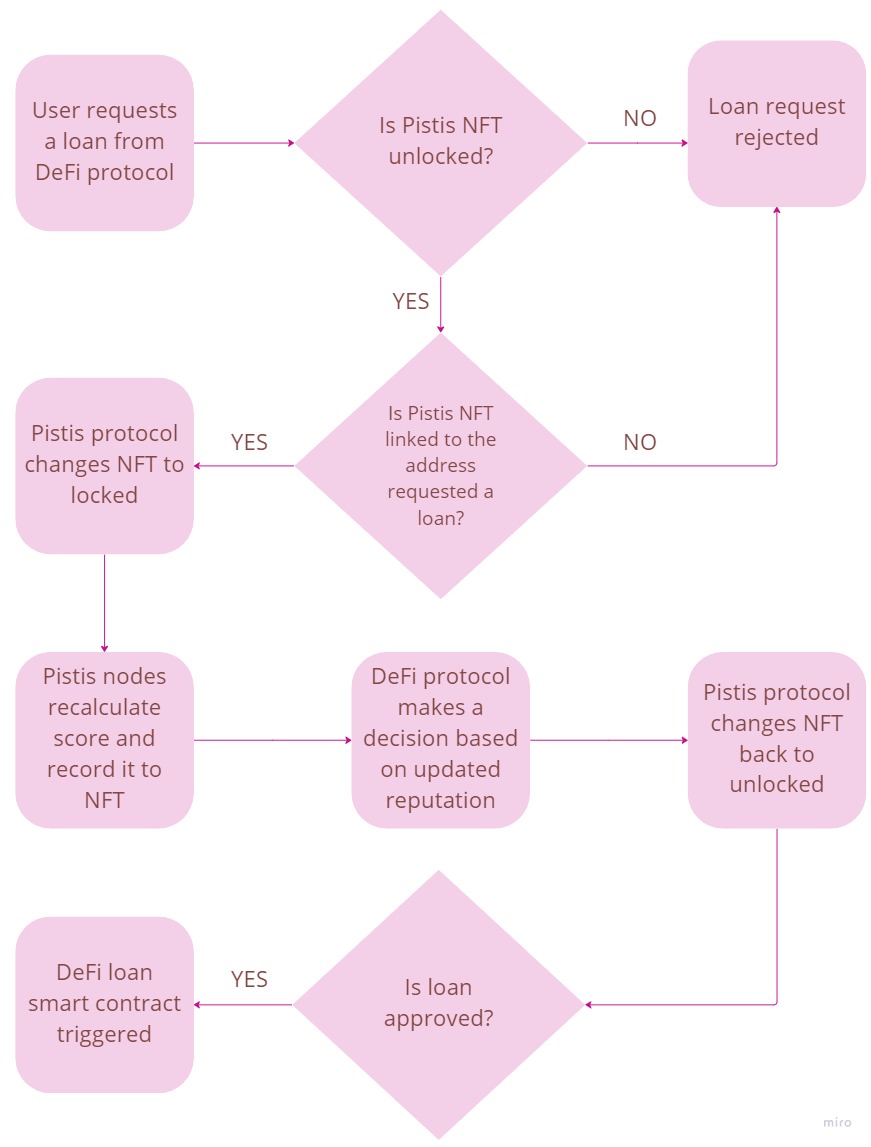 User requests
a loan from
DeFi protocol
Is Pistis NFT
unlocked?
NO
Loan request
rejected
YES
Pistis protocol
changes NFT to
locked
YES
Is Pistis NFT
linked to the
address
requested a
loan?
NO
Pistis nodes
recalculate
score and
record it to
NFT
DeFi protocol
makes a
decision based
on updated
reputation
Pistis protocol
changes NFT
back to
unlocked
DeFi loan
smart contract
triggered
YES
Is loan
approved?
miro